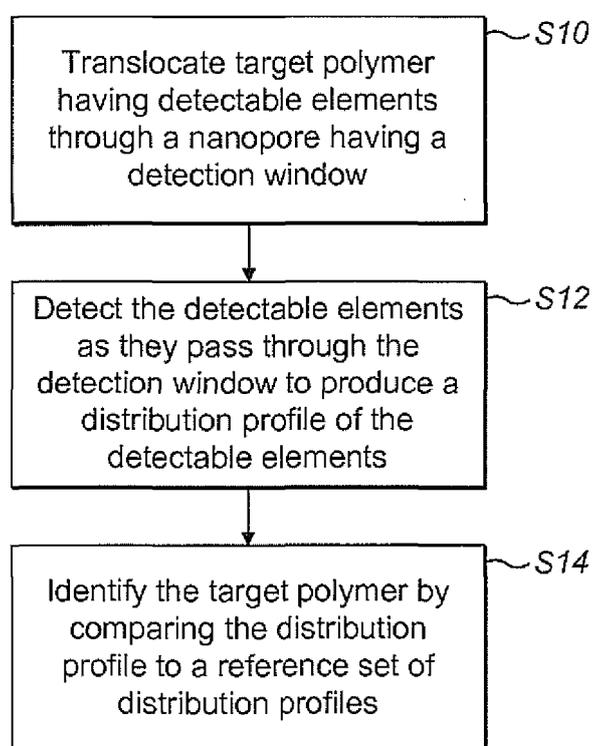 S10
Translocate target polymer
having detectable elements
through a nanopore having a
detection window
S12
Detect the detectable elements
as they pass through the
detection window to produce a
distribution profile of the
detectable elements
S14
Identify the target polymer by
comparing the distribution
profile to a reference set of
distribution profiles